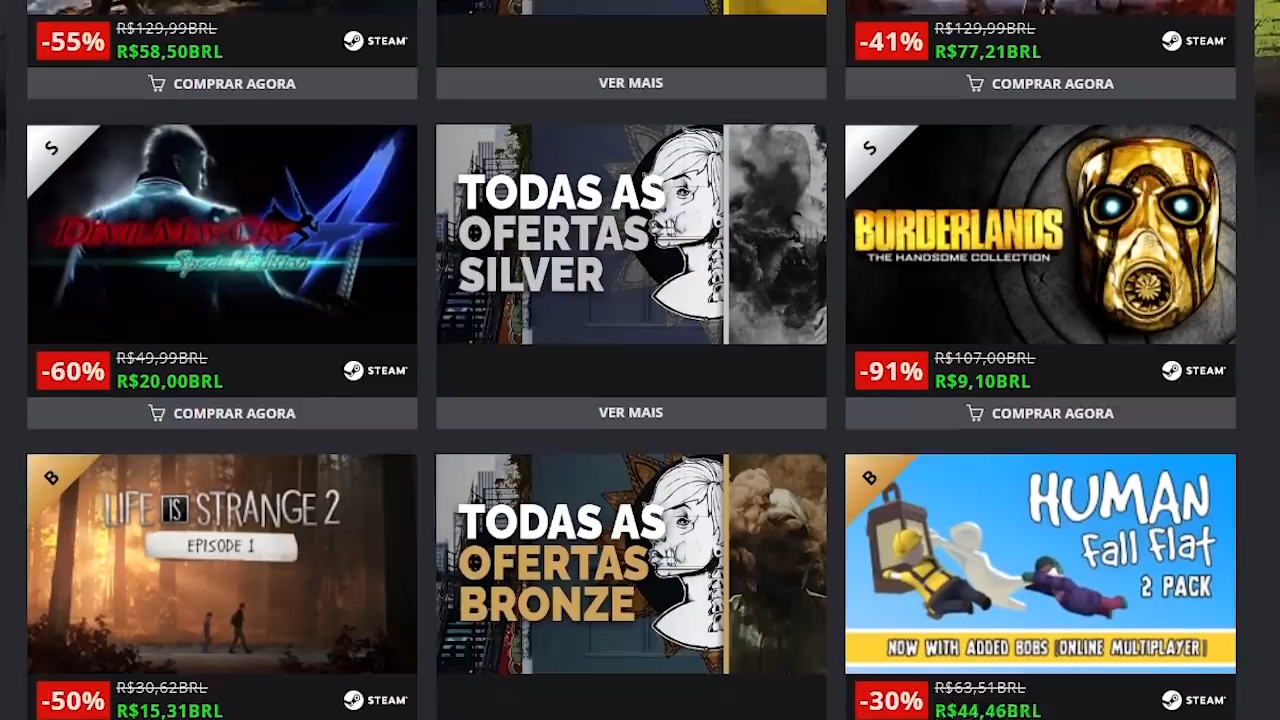 -55%
R$129,99BRL
R$58,50BRL
STEAM
COMPRAR AGORA
VER MAIS
-41%
R$129,99BRL
R$77,21BRL
STEAM
COMPRAR AGORA
S
DEVIL MAY CRY 4
Special Edition
-60%
R$49,99BRL
R$20,00BRL
STEAM
COMPRAR AGORA
TODAS AS
OFERTAS
SILVER
VER MAIS
S
BORDERLANDS
THE HANDSOME COLLECTION
-91%
R$107,00BRL
R$9,10BRL
STEAM
COMPRAR AGORA
B
LIFE IS STRANGE 2
EPISODE 1
-50%
R$30,62BRL
R$15,31BRL
STEAM
TODAS AS
OFERTAS
BRONZE
B
HUMAN
fall flat
2 PACK
NOW WITH ADDED BOBS [ONLINE MULTIPLAYER]
-30%
R$63,51BRL
R$44,46BRL
STEAM